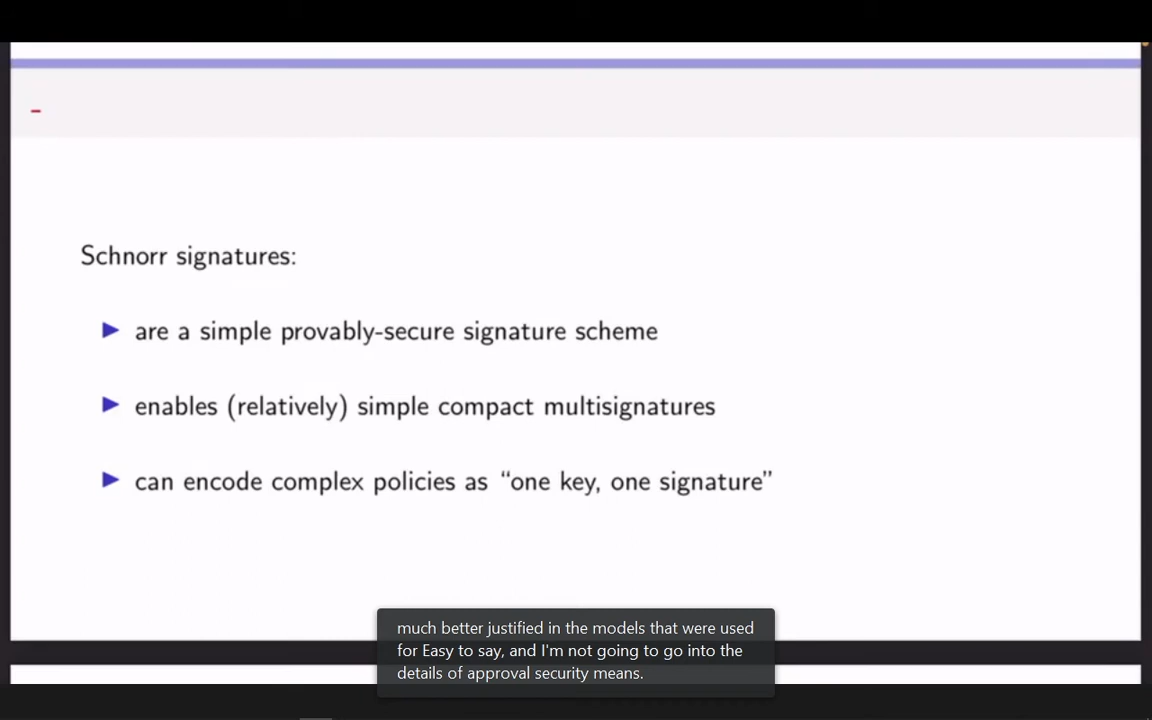 -
Schnorr signatures:
▶ are a simple provably-secure signature scheme
▶ enables (relatively) simple compact multisignatures
▶ can encode complex policies as “one key, one signature”
much better justified in the models that were used
for Easy to say, and I'm not going to go into the
details of approval security means.